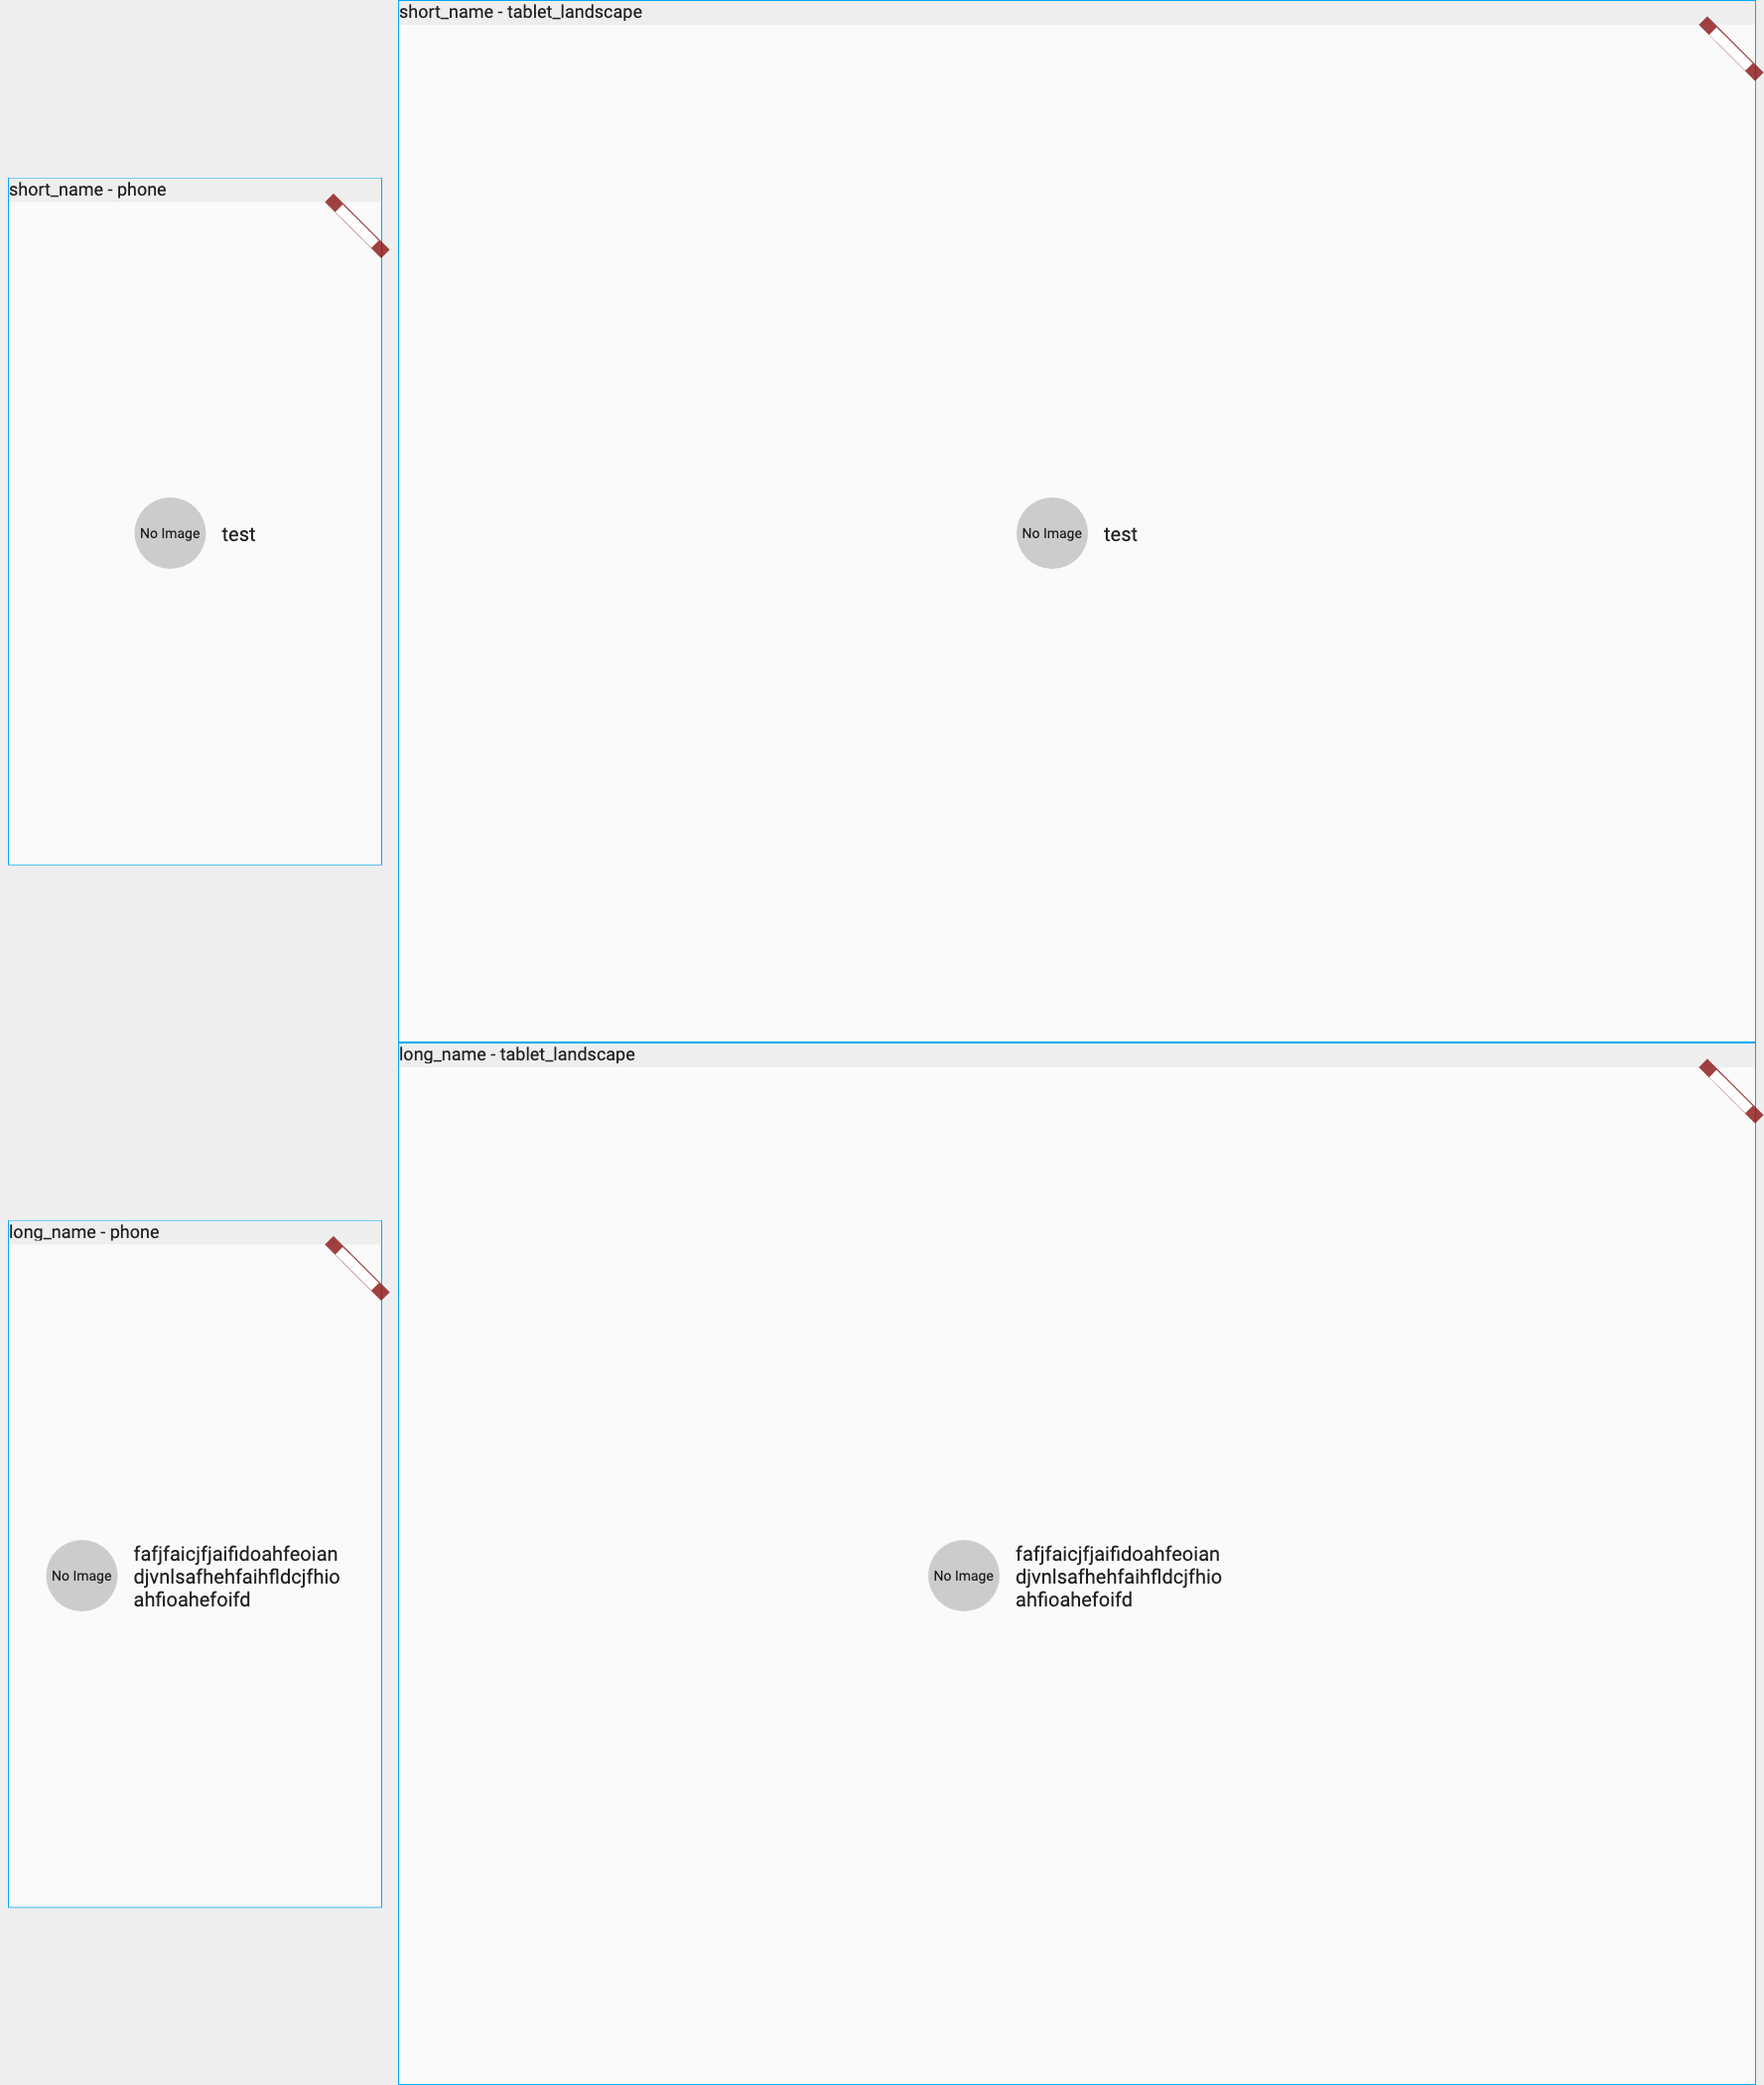 short_name - tablet_landscape
short_name - phone
No Image
test
No Image
test
long_name - tablet_landscape
long_name - phone
No Image
fafjfaicjfjaifidoahfeoian
djvnlsafhehfaihfldcjfhio
ahfioahefoifd
No Image
fafjfaicjfjaifidoahfeoian
djvnlsafhehfaihfldcjfhio
ahfioahefoifd